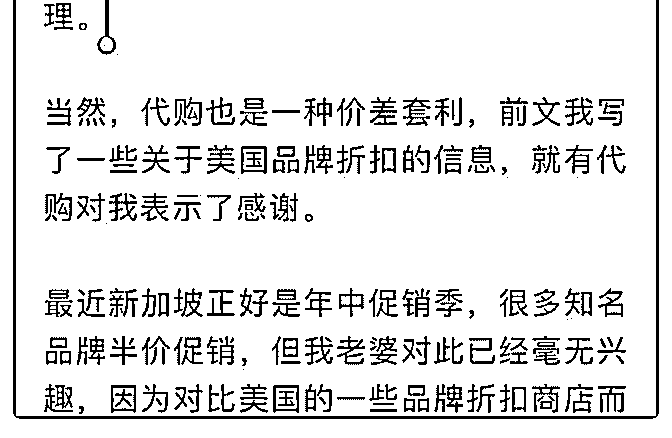 理。
当然，代购也是一种价差套利，前文我写
了一些关于美国品牌折扣的信息，就有代
购对我表示了感谢。
最近新加坡正好是年中促销季，很多知名
品牌半价促销，但我老婆对此已经毫无兴
趣，因为对比美国的一些品牌折扣商店而